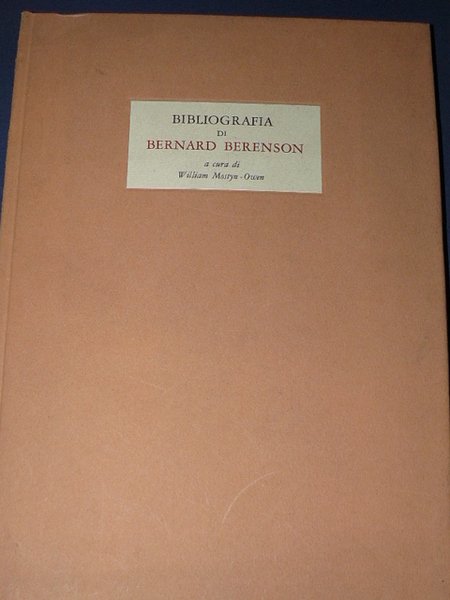 BIBLIOGRAFIA
DI
BERNARD BERENSON
a cura di
William Mostyn-Owen